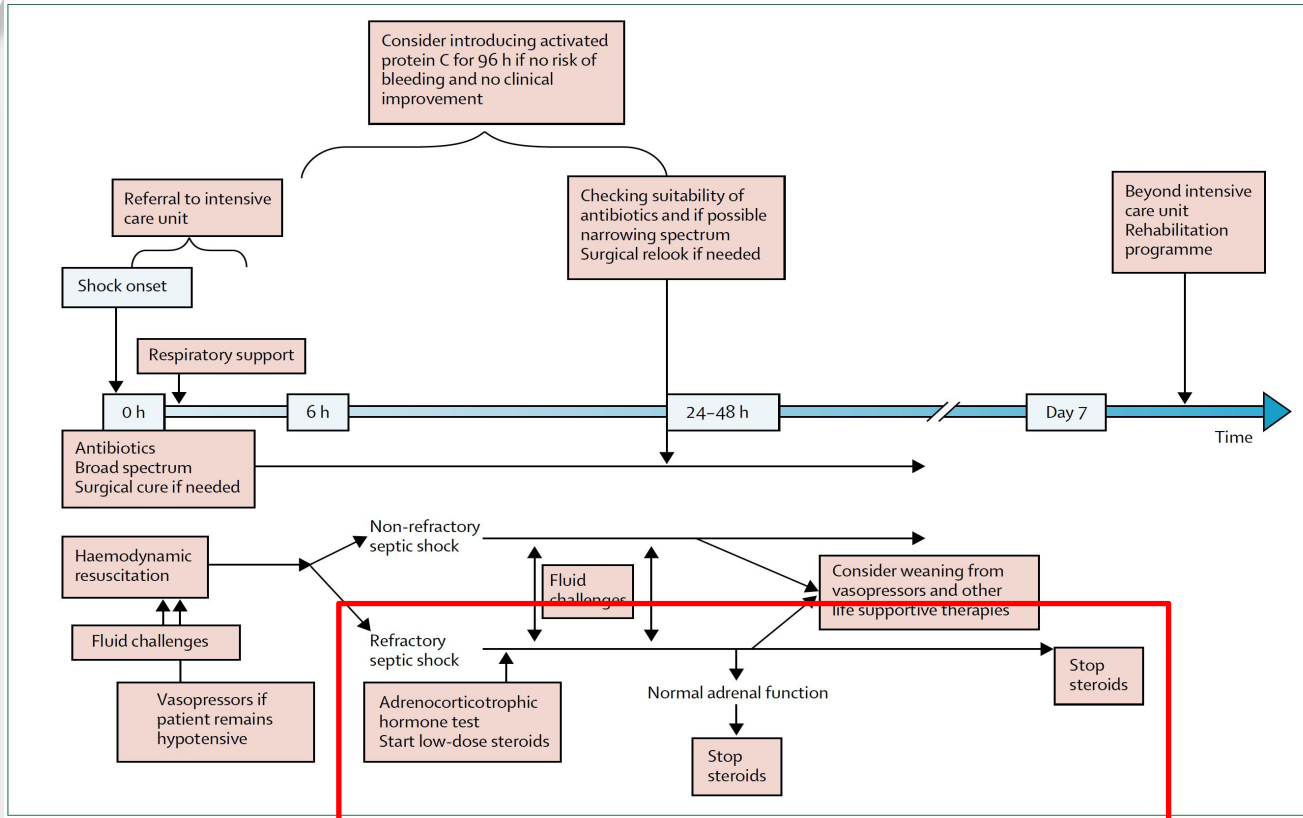 Consider introducing activated
protein C for 96 h if no risk of
bleeding and no clinical
improvement
Referral to intensive
care unit
Checking suitability of
antibiotics and if possible
narrowing spectrum
Surgical relook if needed
Beyond intensive
care unit
Rehabilitation
programme
Shock onset
Respiratory support
0 h
6 h
24–48 h
Day 7
Time
Antibiotics
Broad spectrum
Surgical cure if needed
Non-refractory
septic shock
Haemodynamic
resuscitation
Fluid
challenges
Consider weaning from
vasopressors and other
life supportive therapies
Fluid challenges
Refractory
septic shock
Stop
steroids
Vasopressors if
patient remains
hypotensive
Adrenocorticotrophic
hormone test
Start low-dose steroids
Normal adrenal function
Stop
steroids